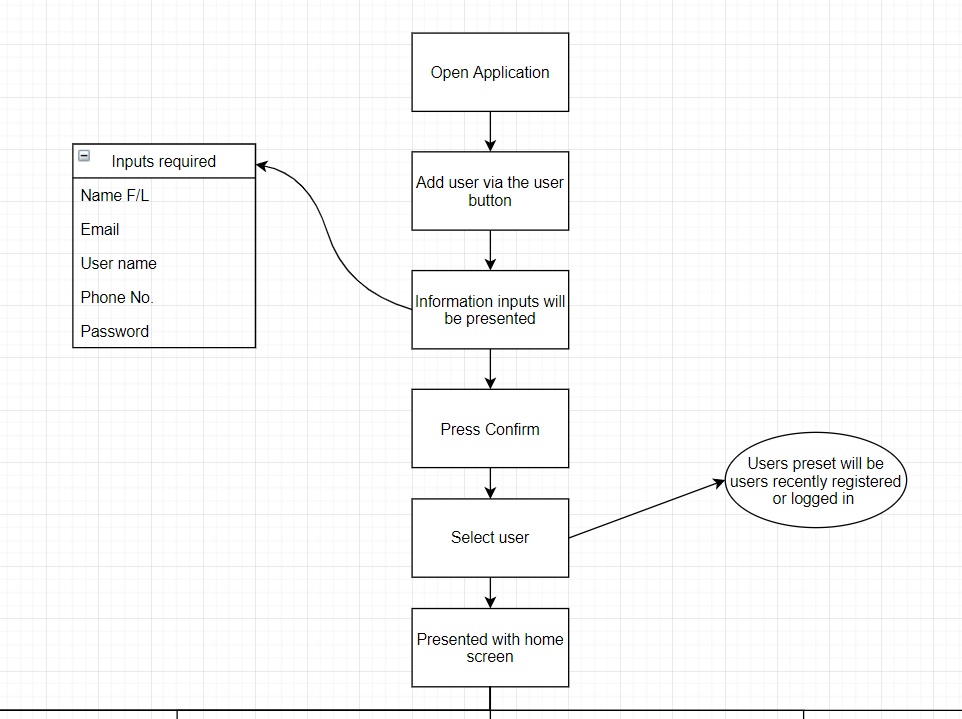 Open Application
Add user via the user
button
Inputs required
Name F/L
Email
User name
Phone No.
Password
Information inputs will
be presented
Press Confirm
Select user
Users preset will be
users recently registered
or logged in
Presented with home
screen